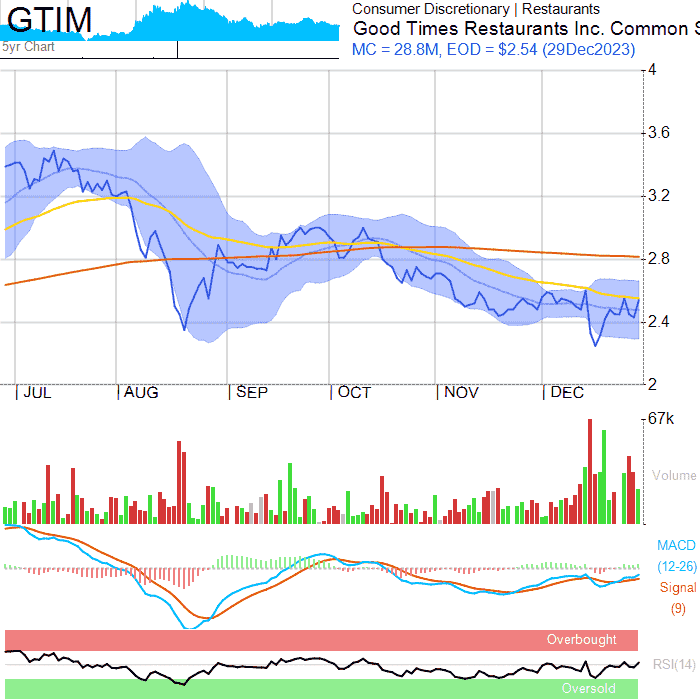 GTIM
5yr Chart
Consumer Discretionary | Restaurants
Good Times Restaurants Inc. Common S
MC = 28.8M, EOD = $2.54 (29Dec2023)
4
3.6
3.2
2.8
2.4
2
| JUL | AUG | SEP | OCT | NOV | DEC
67k
Volume
MACD
(12-26)
Signal
(9)
Overbought
RSI(14)
Oversold